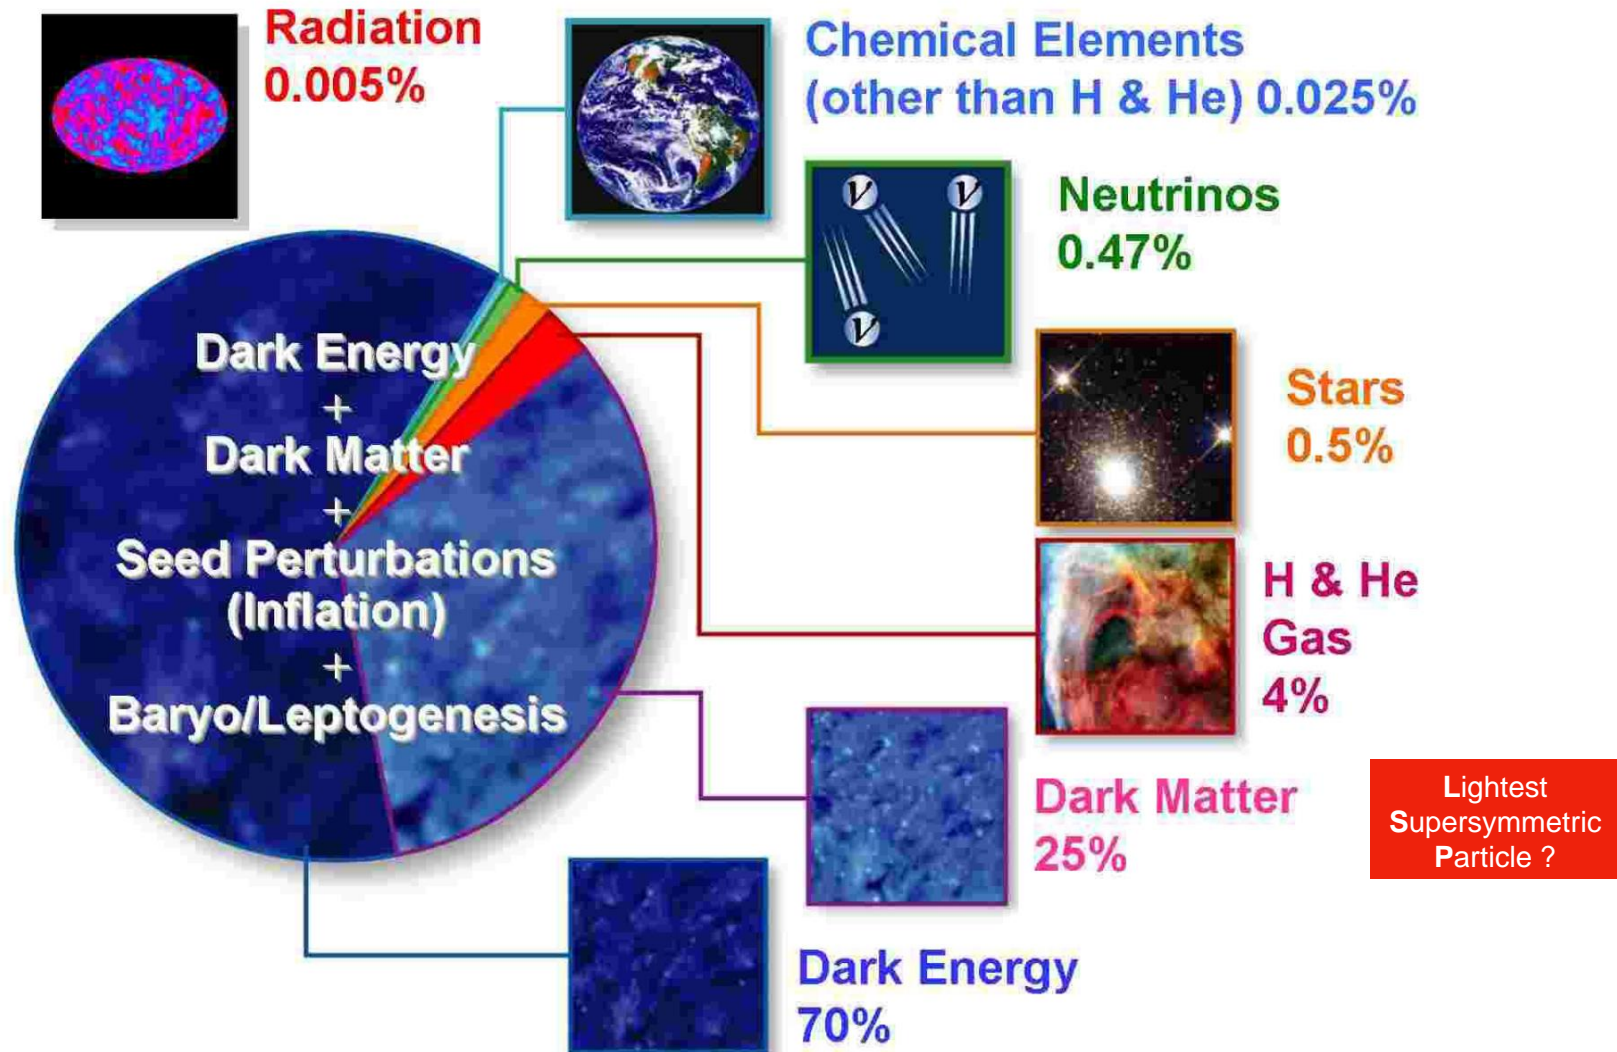 Radiation
0.005%
Chemical Elements
(other than H & He) 0.025%
ν
ν
ν
Neutrinos
0.47%
Stars
0.5%
H & He
Gas
4%
Dark Matter
25%
Lightest
Supersymmetric
Particle ?
Dark Energy
70%
Dark Energy
+
Dark Matter
+
Seed Perturbations
(Inflation)
+
Baryo/Leptogenesis